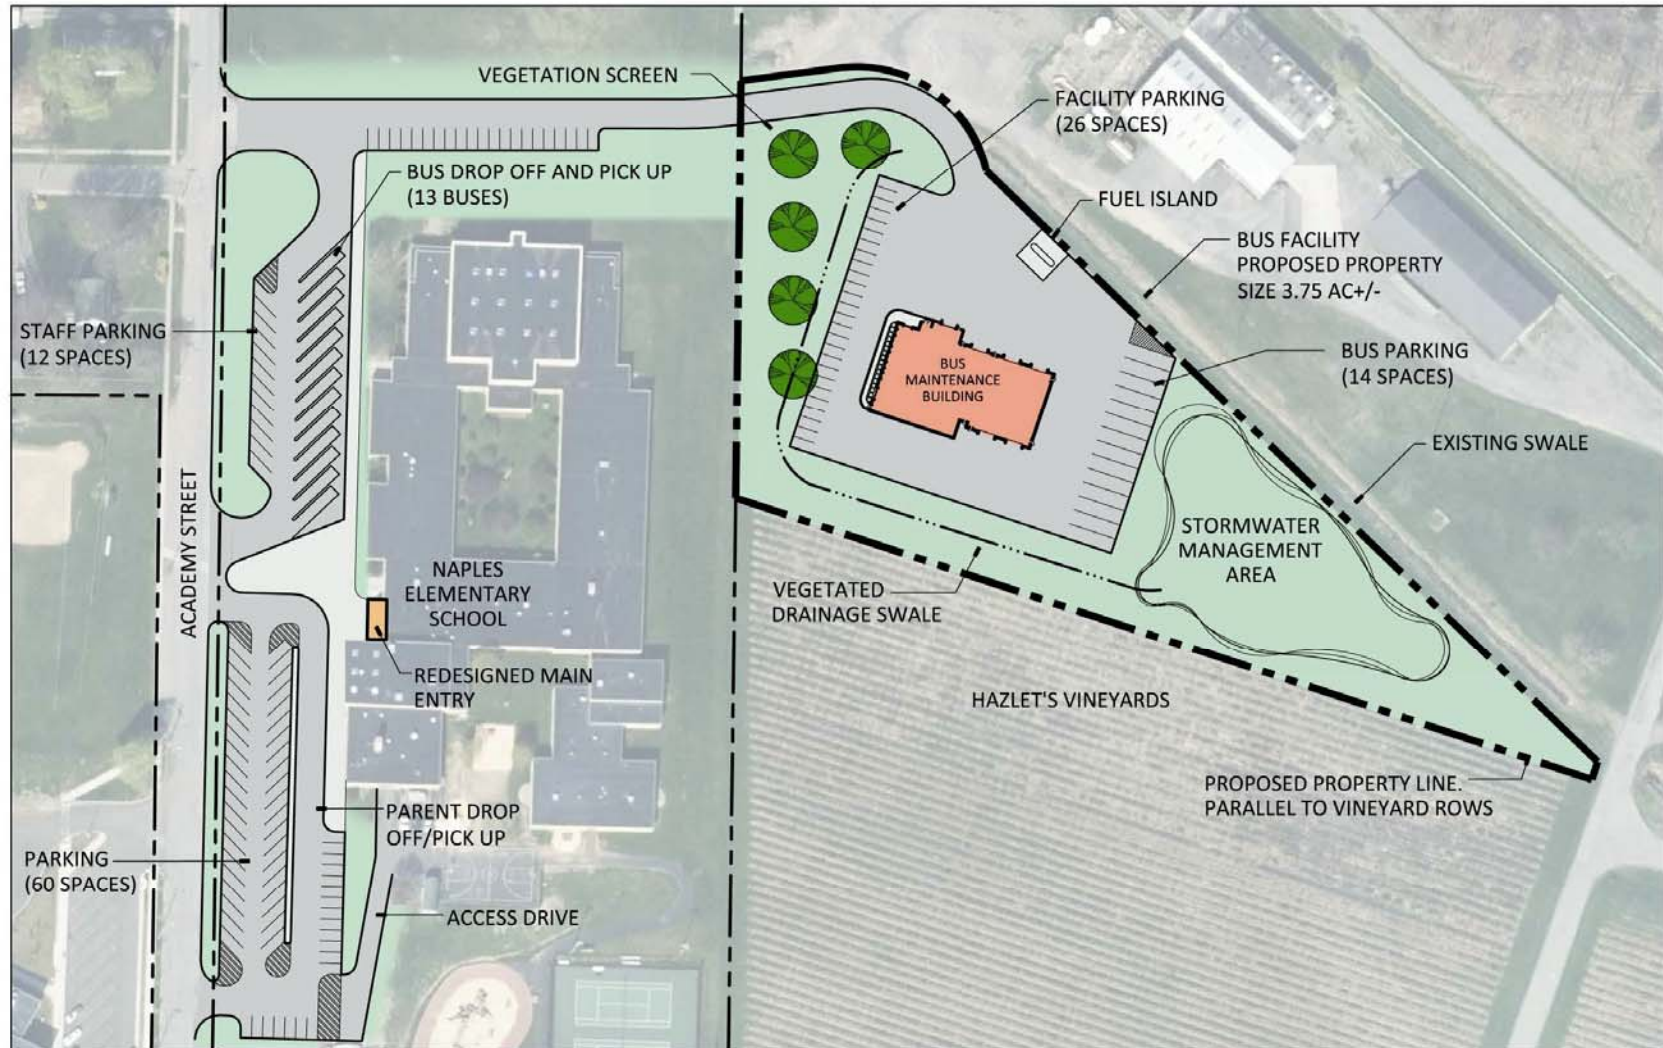 VEGETATION SCREEN
FACILITY PARKING
(26 SPACES)
BUS DROP OFF AND PICK UP
(13 BUSES)
FUEL ISLAND
BUS FACILITY
PROPOSED PROPERTY
SIZE 3.75 AC+/-
STAFF PARKING
(12 SPACES)
BUS PARKING
(14 SPACES)
BUS
MAINTENANCE
BUILDING
EXISTING SWALE
ACADEMY STREET
STORMWATER
MANAGEMENT
AREA
NAPLES
ELEMENTARY
SCHOOL
VEGETATED
DRAINAGE SWALE
REDESIGNED MAIN
ENTRY
HAZLET'S VINEYARDS
PROPOSED PROPERTY LINE.
PARALLEL TO VINEYARD ROWS
PARENT DROP
OFF/PICK UP
PARKING
(60 SPACES)
ACCESS DRIVE